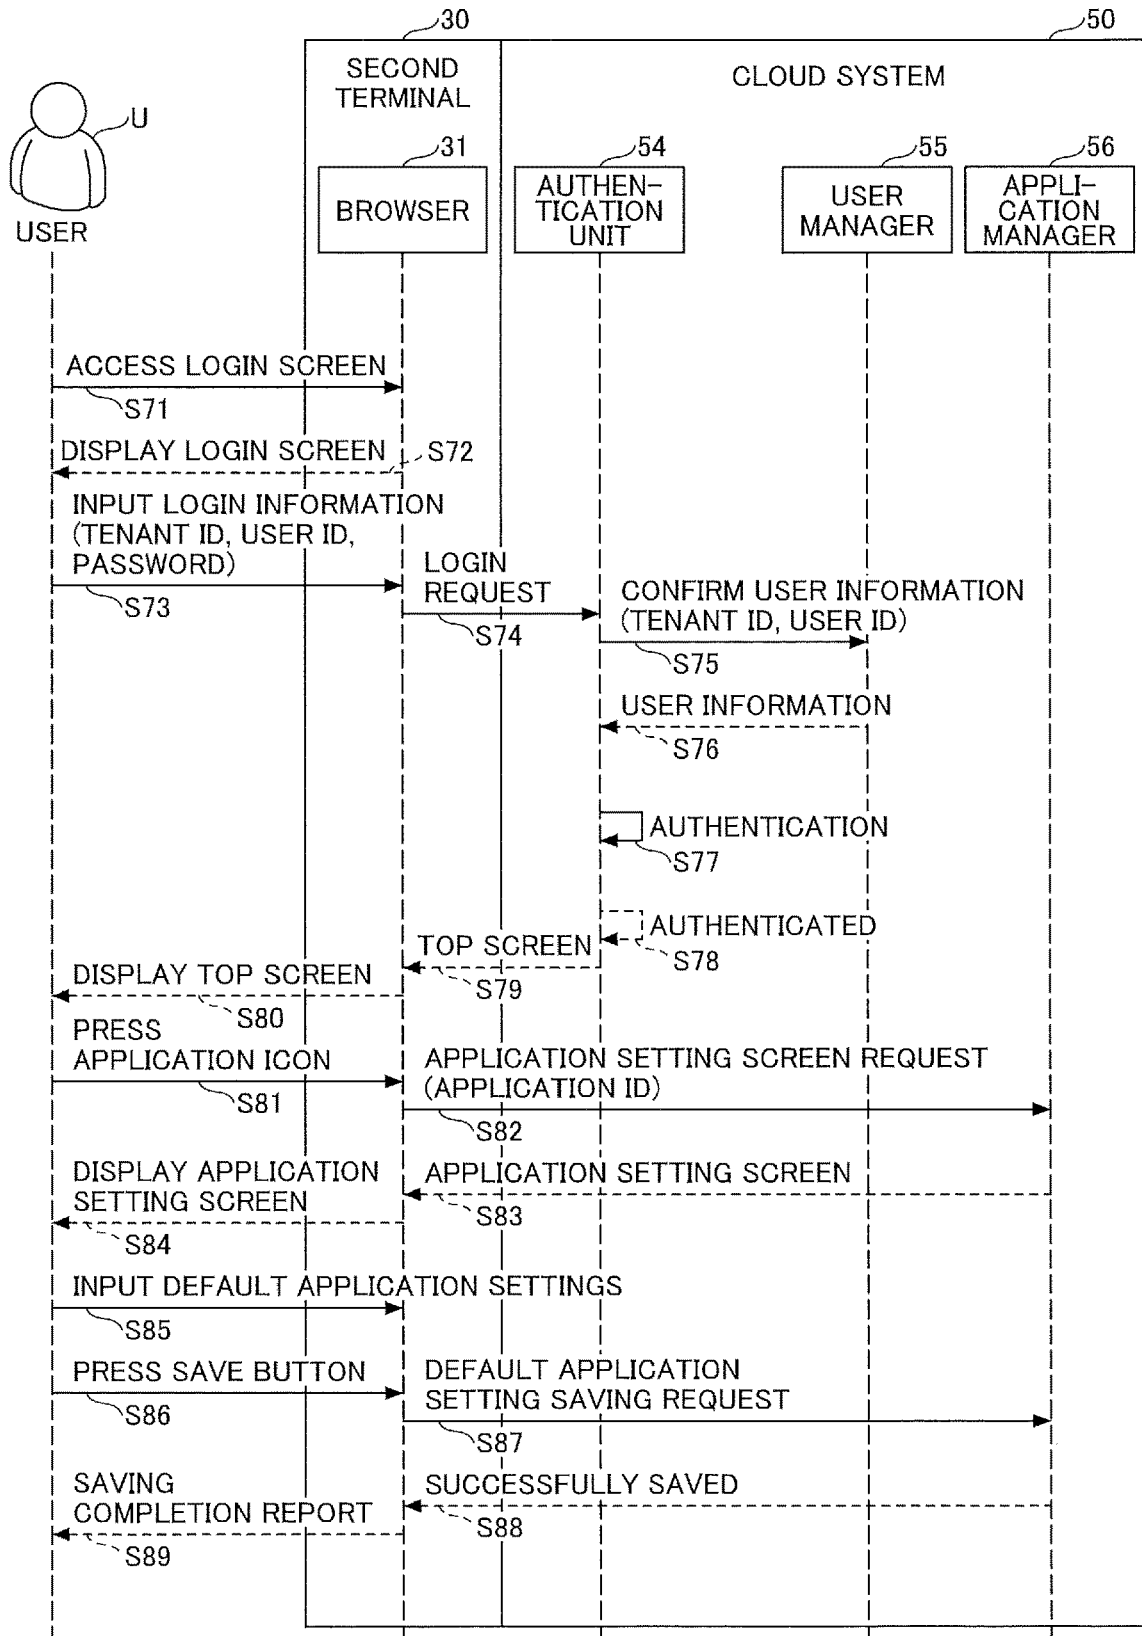 30
50
SECOND
TERMINAL
CLOUD SYSTEM
U
31
54
55
56
USER
BROWSER
AUTHEN-
TICATION
UNIT
USER
MANAGER
APPLI-
CATION
MANAGER
ACCESS LOGIN SCREEN
S71
DISPLAY LOGIN SCREEN
S72
INPUT LOGIN INFORMATION
(TENANT ID, USER ID,
PASSWORD)
S73
LOGIN
REQUEST
S74
CONFIRM USER INFORMATION
(TENANT ID, USER ID)
S75
USER INFORMATION
S76
AUTHENTICATION
S77
AUTHENTICATED
S78
TOP SCREEN
S79
DISPLAY TOP SCREEN
S80
PRESS
APPLICATION ICON
S81
APPLICATION SETTING SCREEN REQUEST
(APPLICATION ID)
S82
APPLICATION SETTING SCREEN
S83
DISPLAY APPLICATION
SETTING SCREEN
S84
INPUT DEFAULT APPLICATION SETTINGS
S85
PRESS SAVE BUTTON
S86
DEFAULT APPLICATION
SETTING SAVING REQUEST
S87
SUCCESSFULLY SAVED
S88
SAVING
COMPLETION REPORT
S89